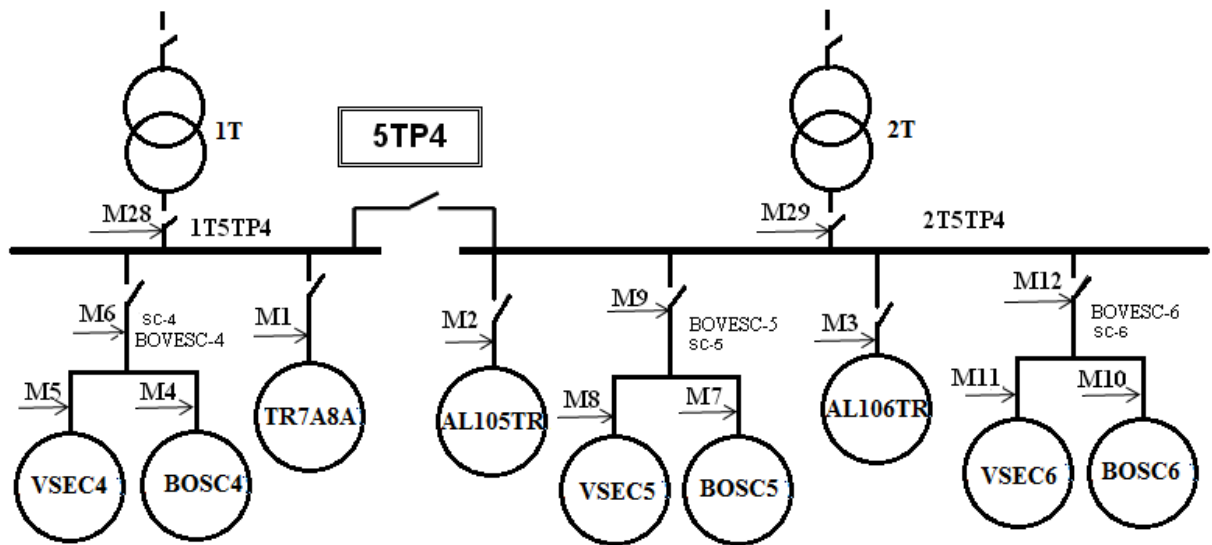 1T
5TP4
2T
M28
1T5TP4
M29
2T5TP4
M6
SC-4
BOVESC-4
M1
M2
M9
BOVESC-5
SC-5
M3
M12
BOVESC-6
SC-6
M5
M4
TR7A8A
AL105TR
M8
M7
AL106TR
M11
M10
VSEC4
BOSC4
VSEC5
BOSC5
VSEC6
BOSC6